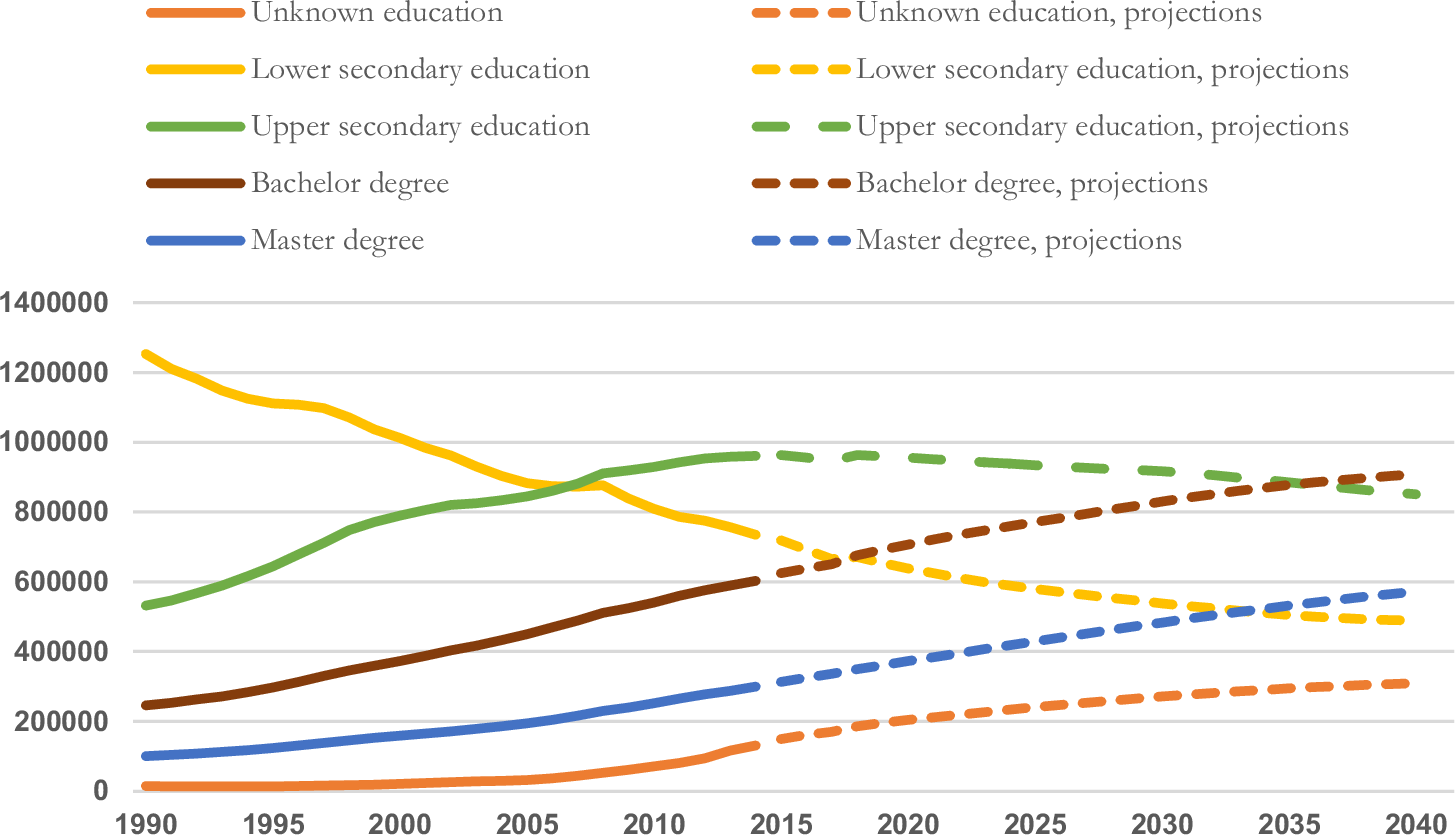 Unknown education
Unknown education, projections
Lower secondary education
Lower secondary education, projections
Upper secondary education
Upper secondary education, projections
Bachelor degree
Bachelor degree, projections
Master degree
Master degree, projections
1400000
1200000
1000000
800000
600000
400000
200000
0
1990 1995 2000 2005 2010 2015 2020 2025 2030 2035 2040